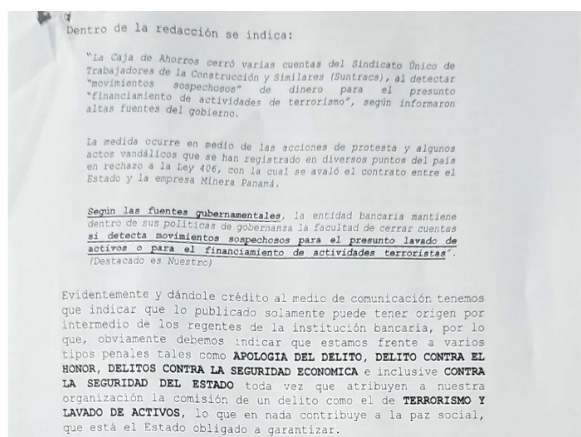 Dentro de la redacción se indica:
"La Caja de Ahorros cerró varias cuentas del Sindicato Único de
Trabajadores de la Construcción y Similares (Suntracs), al detectar
"movimientos sospechosos" de dinero para el presunto
"financiamiento de actividades de terrorismo", según informaron
altas fuentes del gobierno.
La medida ocurre en medio de las acciones de protesta y algunos
actos vandálicos que se han registrado en diversos puntos del país
en rechazo a la Ley 406, con la cual se avaló el contrato entre el
Estado y la empresa Minera Panamá.
Según las fuentes gubernamentales, la entidad bancaria mantiene
dentro de sus políticas de gobernanza la facultad de cerrar cuentas
si detecta movimientos sospechosos para el presunto lavado de
activos o para el financiamiento de actividades terroristas".
(Destacado es Nuestro)
Evidentemente y dándole crédito al medio de comunicación tenemos
que indicar que lo publicado solamente puede tener origen por
intermedio de los regentes de la institución bancaria, por lo
que, obviamente debemos indicar que estamos frente a varios
tipos penales tales como APOLOGIA DEL DELITO, DELITO CONTRA EL
HONOR, DELITOS CONTRA LA SEGURIDAD ECONOMICA e inclusive CONTRA
LA SEGURIDAD DEL ESTADO toda vez que atribuyen a nuestra
organización la comisión de un delito como el de TERRORISMO Y
LAVADO DE ACTIVOS, lo que en nada contribuye a la paz social,
que está el Estado obligado a garantizar.